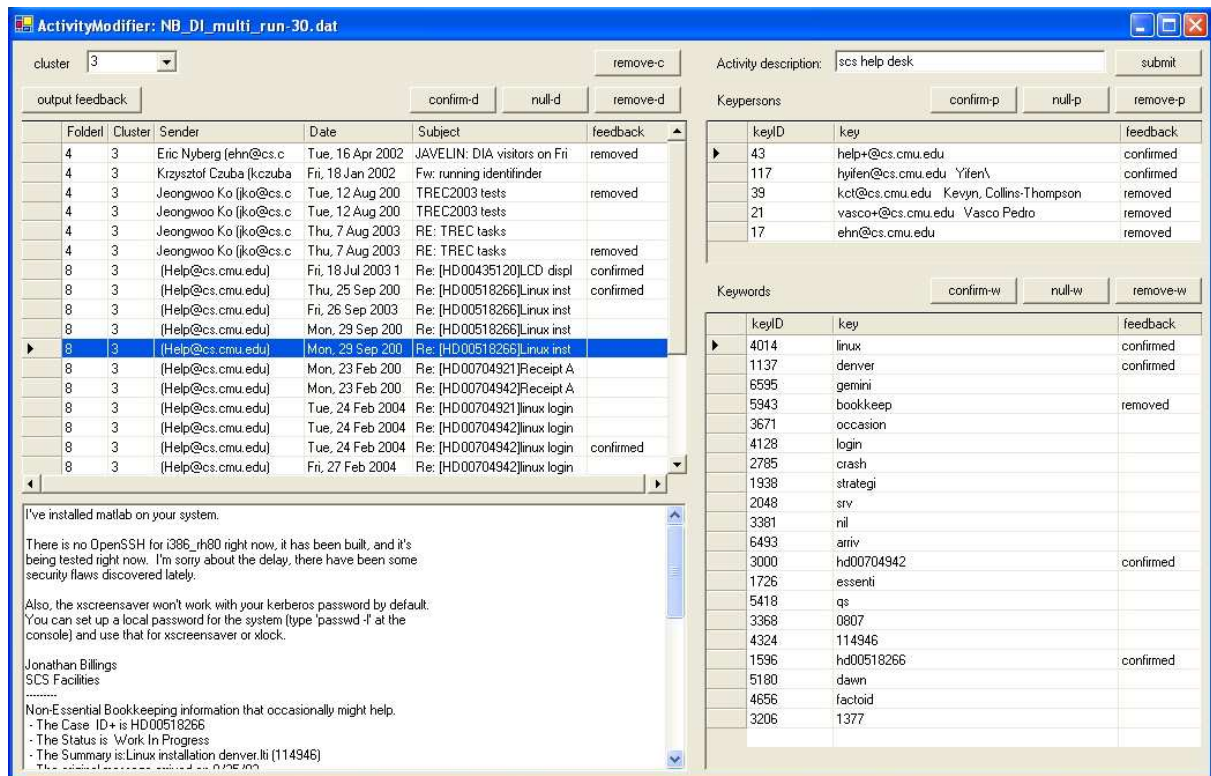 ActivityModifier: NB_DI_multi_run-30.dat
cluster 3 remove-c
output feedback confirm-d null-d remove-d
FolderI Cluster Sender Date Subject feedback
4 3 Eric Nyberg (ehn@cs.c Tue, 16 Apr 2002 JAVELIN: DIA visitors on Fri removed
4 3 Krzysztof Czuba (kczuba Fri, 18 Jan 2002 Fw: running identifinder
4 3 Jeongwoo Ko (jko@cs.c Tue, 12 Aug 200 TREC2003 tests removed
4 3 Jeongwoo Ko (jko@cs.c Tue, 12 Aug 200 TREC2003 tests
4 3 Jeongwoo Ko (jko@cs.c Thu, 7 Aug 2003 RE: TREC tasks
4 3 Jeongwoo Ko (jko@cs.c Thu, 7 Aug 2003 RE: TREC tasks removed
8 3 (Help@cs.cmu.edu) Fri, 18 Jul 2003 1 Re: [HD00435120]LCD displ confirmed
8 3 (Help@cs.cmu.edu) Thu, 25 Sep 200 Re: [HD00518266]Linux inst confirmed
8 3 (Help@cs.cmu.edu) Fri, 26 Sep 2003 Re: [HD00518266]Linux inst
8 3 (Help@cs.cmu.edu) Mon, 29 Sep 200 Re: [HD00518266]Linux inst
8 3 (Help@cs.cmu.edu) Mon, 29 Sep 200 Re: [HD00518266]Linux inst
8 3 (Help@cs.cmu.edu) Mon, 23 Feb 200 Re: [HD00704921]Receipt A
8 3 (Help@cs.cmu.edu) Mon, 23 Feb 200 Re: [HD00704942]Receipt A
8 3 (Help@cs.cmu.edu) Tue, 24 Feb 2004 Re: [HD00704921]linux login
8 3 (Help@cs.cmu.edu) Tue, 24 Feb 2004 Re: [HD00704942]linux login
8 3 (Help@cs.cmu.edu) Tue, 24 Feb 2004 Re: [HD00704942]linux login confirmed
8 3 (Help@cs.cmu.edu) Fri, 27 Feb 2004 Re: [HD00704942]linux login
I've installed matlab on your system.
There is no OpenSSH for i386_rh80 right now, it has been built, and it's
being tested right now. I'm sorry about the delay, there have been some
security flaws discovered lately.
Also, the xscreensaver won't work with your kerberos password by default.
You can set up a local password for the system (type 'passwd -l' at the
console) and use that for xscreensaver or xlock.
Jonathan Billings
SCS Facilities
---------
Non-Essential Bookkeeping information that occasionally might help.
- The Case ID+ is HD00518266
- The Status is Work In Progress
- The Summary is:Linux installation denver.lti (114946)
- The original message arrived on 9/25/03
Activity description: scs help desk submit
Keypersons confirm-p null-p remove-p
keyID key feedback
43 help+@cs.cmu.edu confirmed
117 hyifen@cs.cmu.edu Yifen\ confirmed
39 kct@cs.cmu.edu Kevyn, Collins-Thompson removed
21 vasco+@cs.cmu.edu Vasco Pedro removed
17 ehn@cs.cmu.edu removed
Keywords confirm-w null-w remove-w
keyID key feedback
4014 linux confirmed
1137 denver confirmed
6595 gemini
5943 bookkeep removed
3671 occasion
4128 login
2785 crash
1938 strategi
2048 srv
3381 nil
6493 arriv
3000 hd00704942 confirmed
1726 essenti
5418 qs
3368 0807
4324 114946
1596 hd00518266 confirmed
5180 dawn
4656 factoid
3206 1377